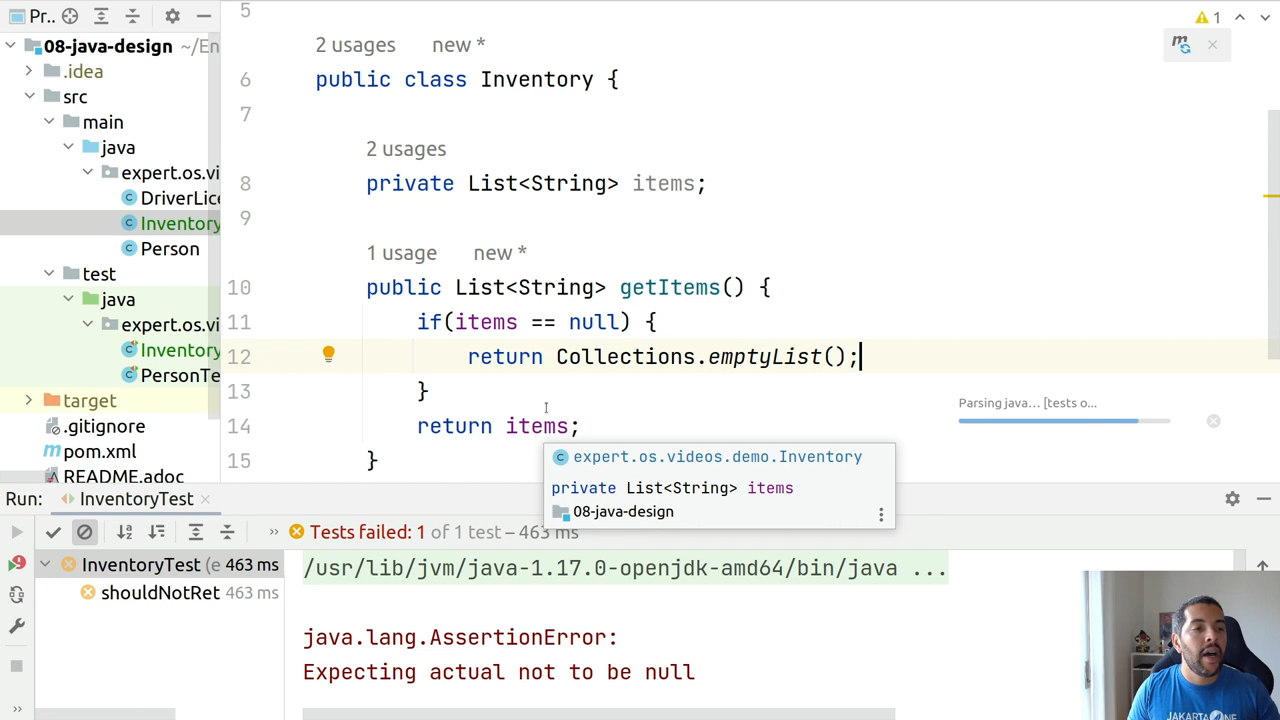 Pr..
08-java-design ~/En
.idea
src
main
java
expert.os.vi
DriverLice
Inventory
Person
test
java
expert.os.vi
Inventory
PersonTe
target
.gitignore
pom.xml
README.adoc
5
2 usages new *
6 public class Inventory {
7
2 usages
8 private List<String> items;
9
1 usage new *
10 public List<String> getItems() {
11 if(items == null) {
12 return Collections.emptyList();
13 }
14 return items;
15 }
1
Parsing java… [tests o...
expert.os.videos.demo.Inventory
private List<String> items
08-java-design
Run: InventoryTest
Tests failed: 1 of 1 test – 463 ms
InventoryTest (e 463 ms
shouldNotRet 463 ms
/usr/lib/jvm/java-1.17.0-openjdk-amd64/bin/java ...
java.lang.AssertionError:
Expecting actual not to be null
JAKARTAONE